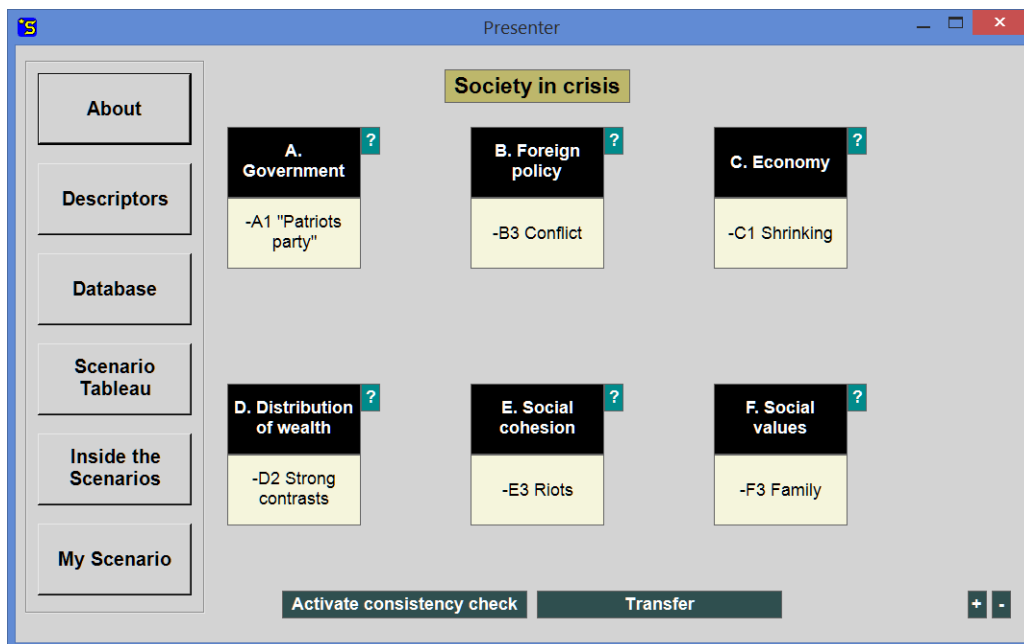 Presenter
About
Descriptors
Database
Scenario
Tableau
Inside the
Scenarios
My Scenario
Society in crisis
A.
Government
?
-A1 "Patriots
party"
B. Foreign
policy
?
-B3 Conflict
C. Economy
?
-C1 Shrinking
D. Distribution
of wealth
?
-D2 Strong
contrasts
E. Social
cohesion
?
-E3 Riots
F. Social
values
?
-F3 Family
Activate consistency check
Transfer
+
-